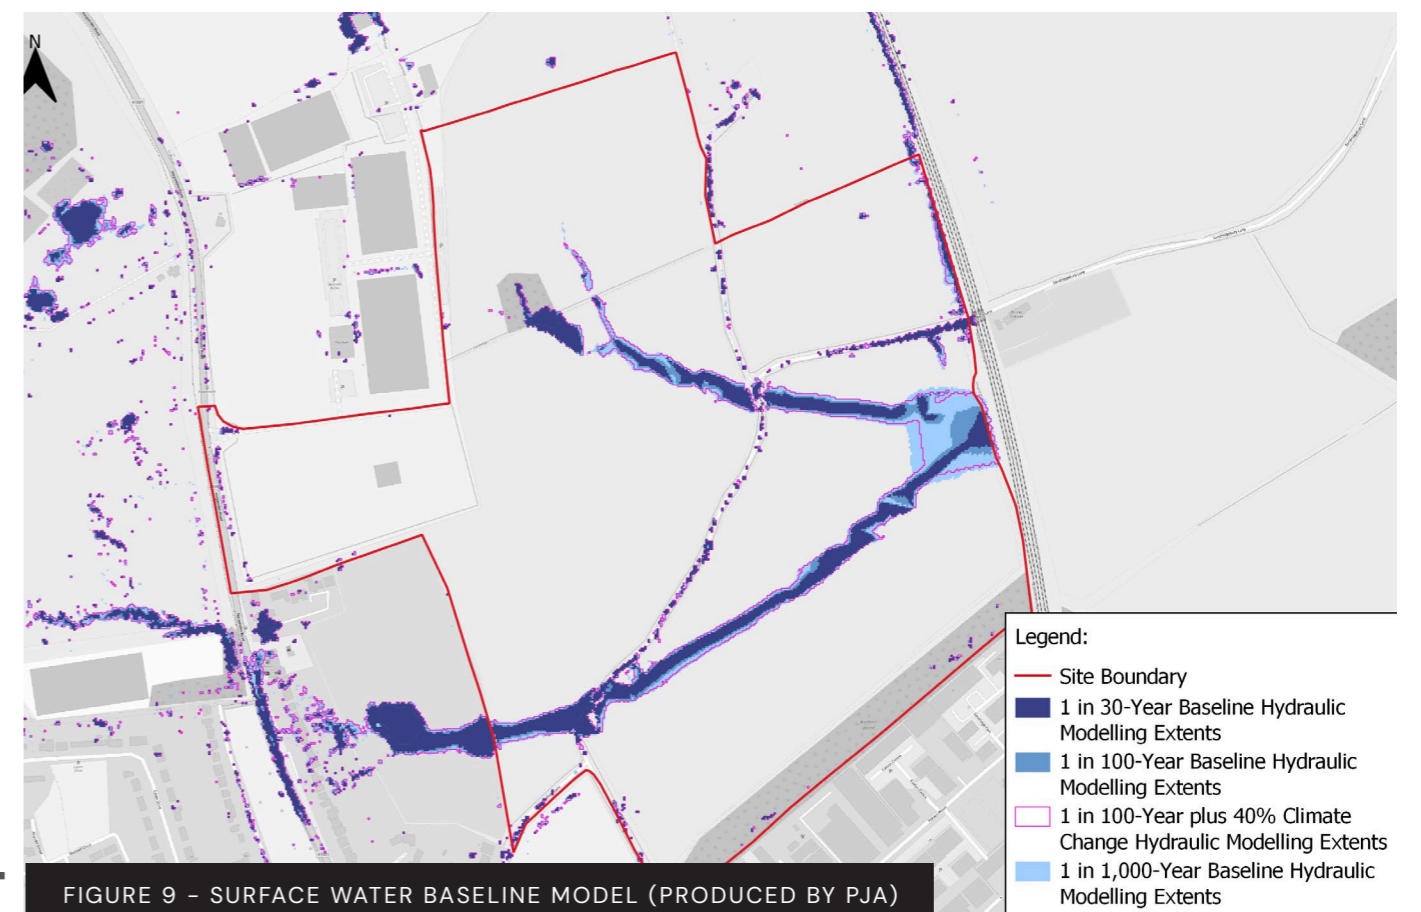 N
Legend:
Site Boundary
1 in 30-Year Baseline Hydraulic
Modelling Extents
1 in 100-Year Baseline Hydraulic
Modelling Extents
1 in 100-Year plus 40% Climate
Change Hydraulic Modelling Extents
1 in 1,000-Year Baseline Hydraulic
Modelling Extents
FIGURE 9 - SURFACE WATER BASELINE MODEL (PRODUCED BY PJA)